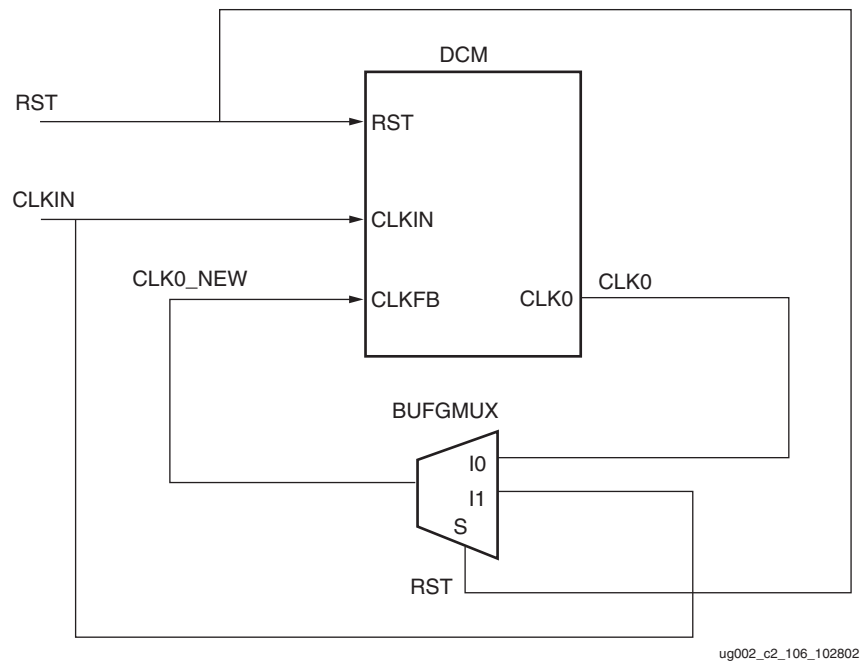 DCM
RST
RST
CLKIN
CLKIN
CLK0_NEW
CLKFB
CLK0
CLK0
BUFGMUX
I0
I1
S
RST
ug002_c2_106_102802